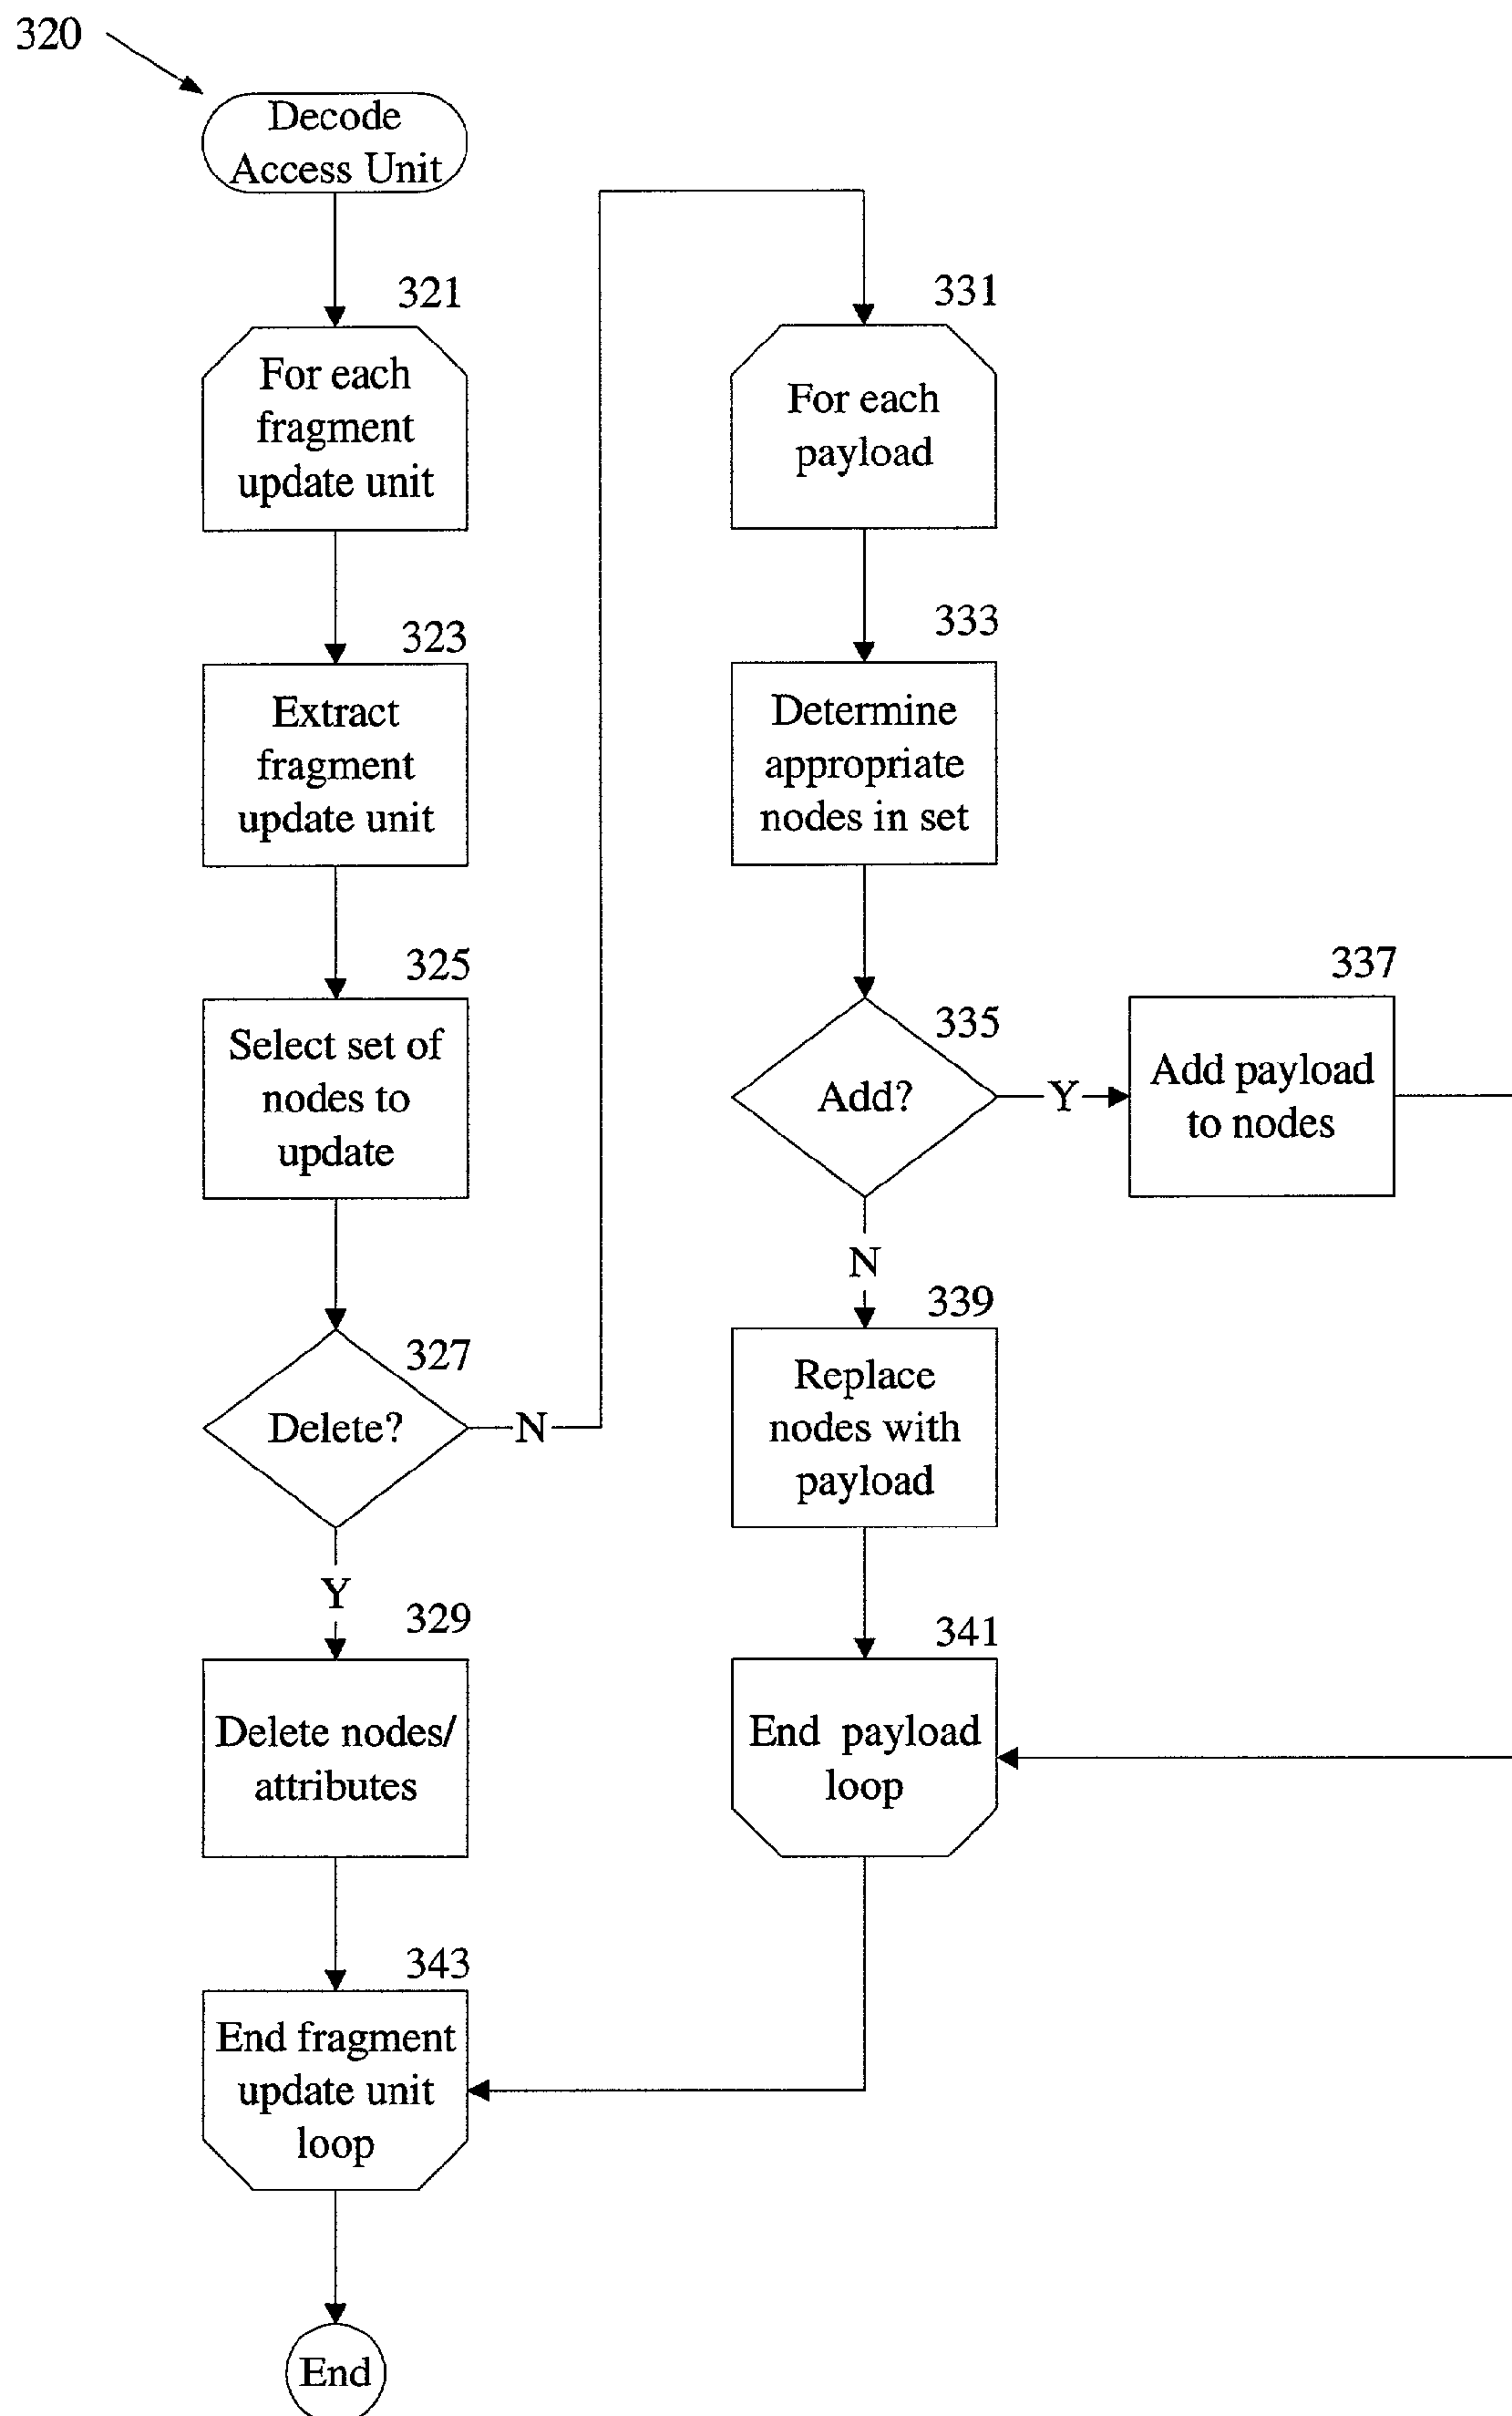 320
Decode
Access Unit
321
For each
fragment
update unit
323
Extract
fragment
update unit
325
Select set of
nodes to
update
327
Delete?
N
Y
329
Delete nodes/
attributes
343
End fragment
update unit
loop
End
331
For each
payload
333
Determine
appropriate
nodes in set
335
Add?
Y
337
Add payload
to nodes
N
339
Replace
nodes with
payload
341
End payload
loop